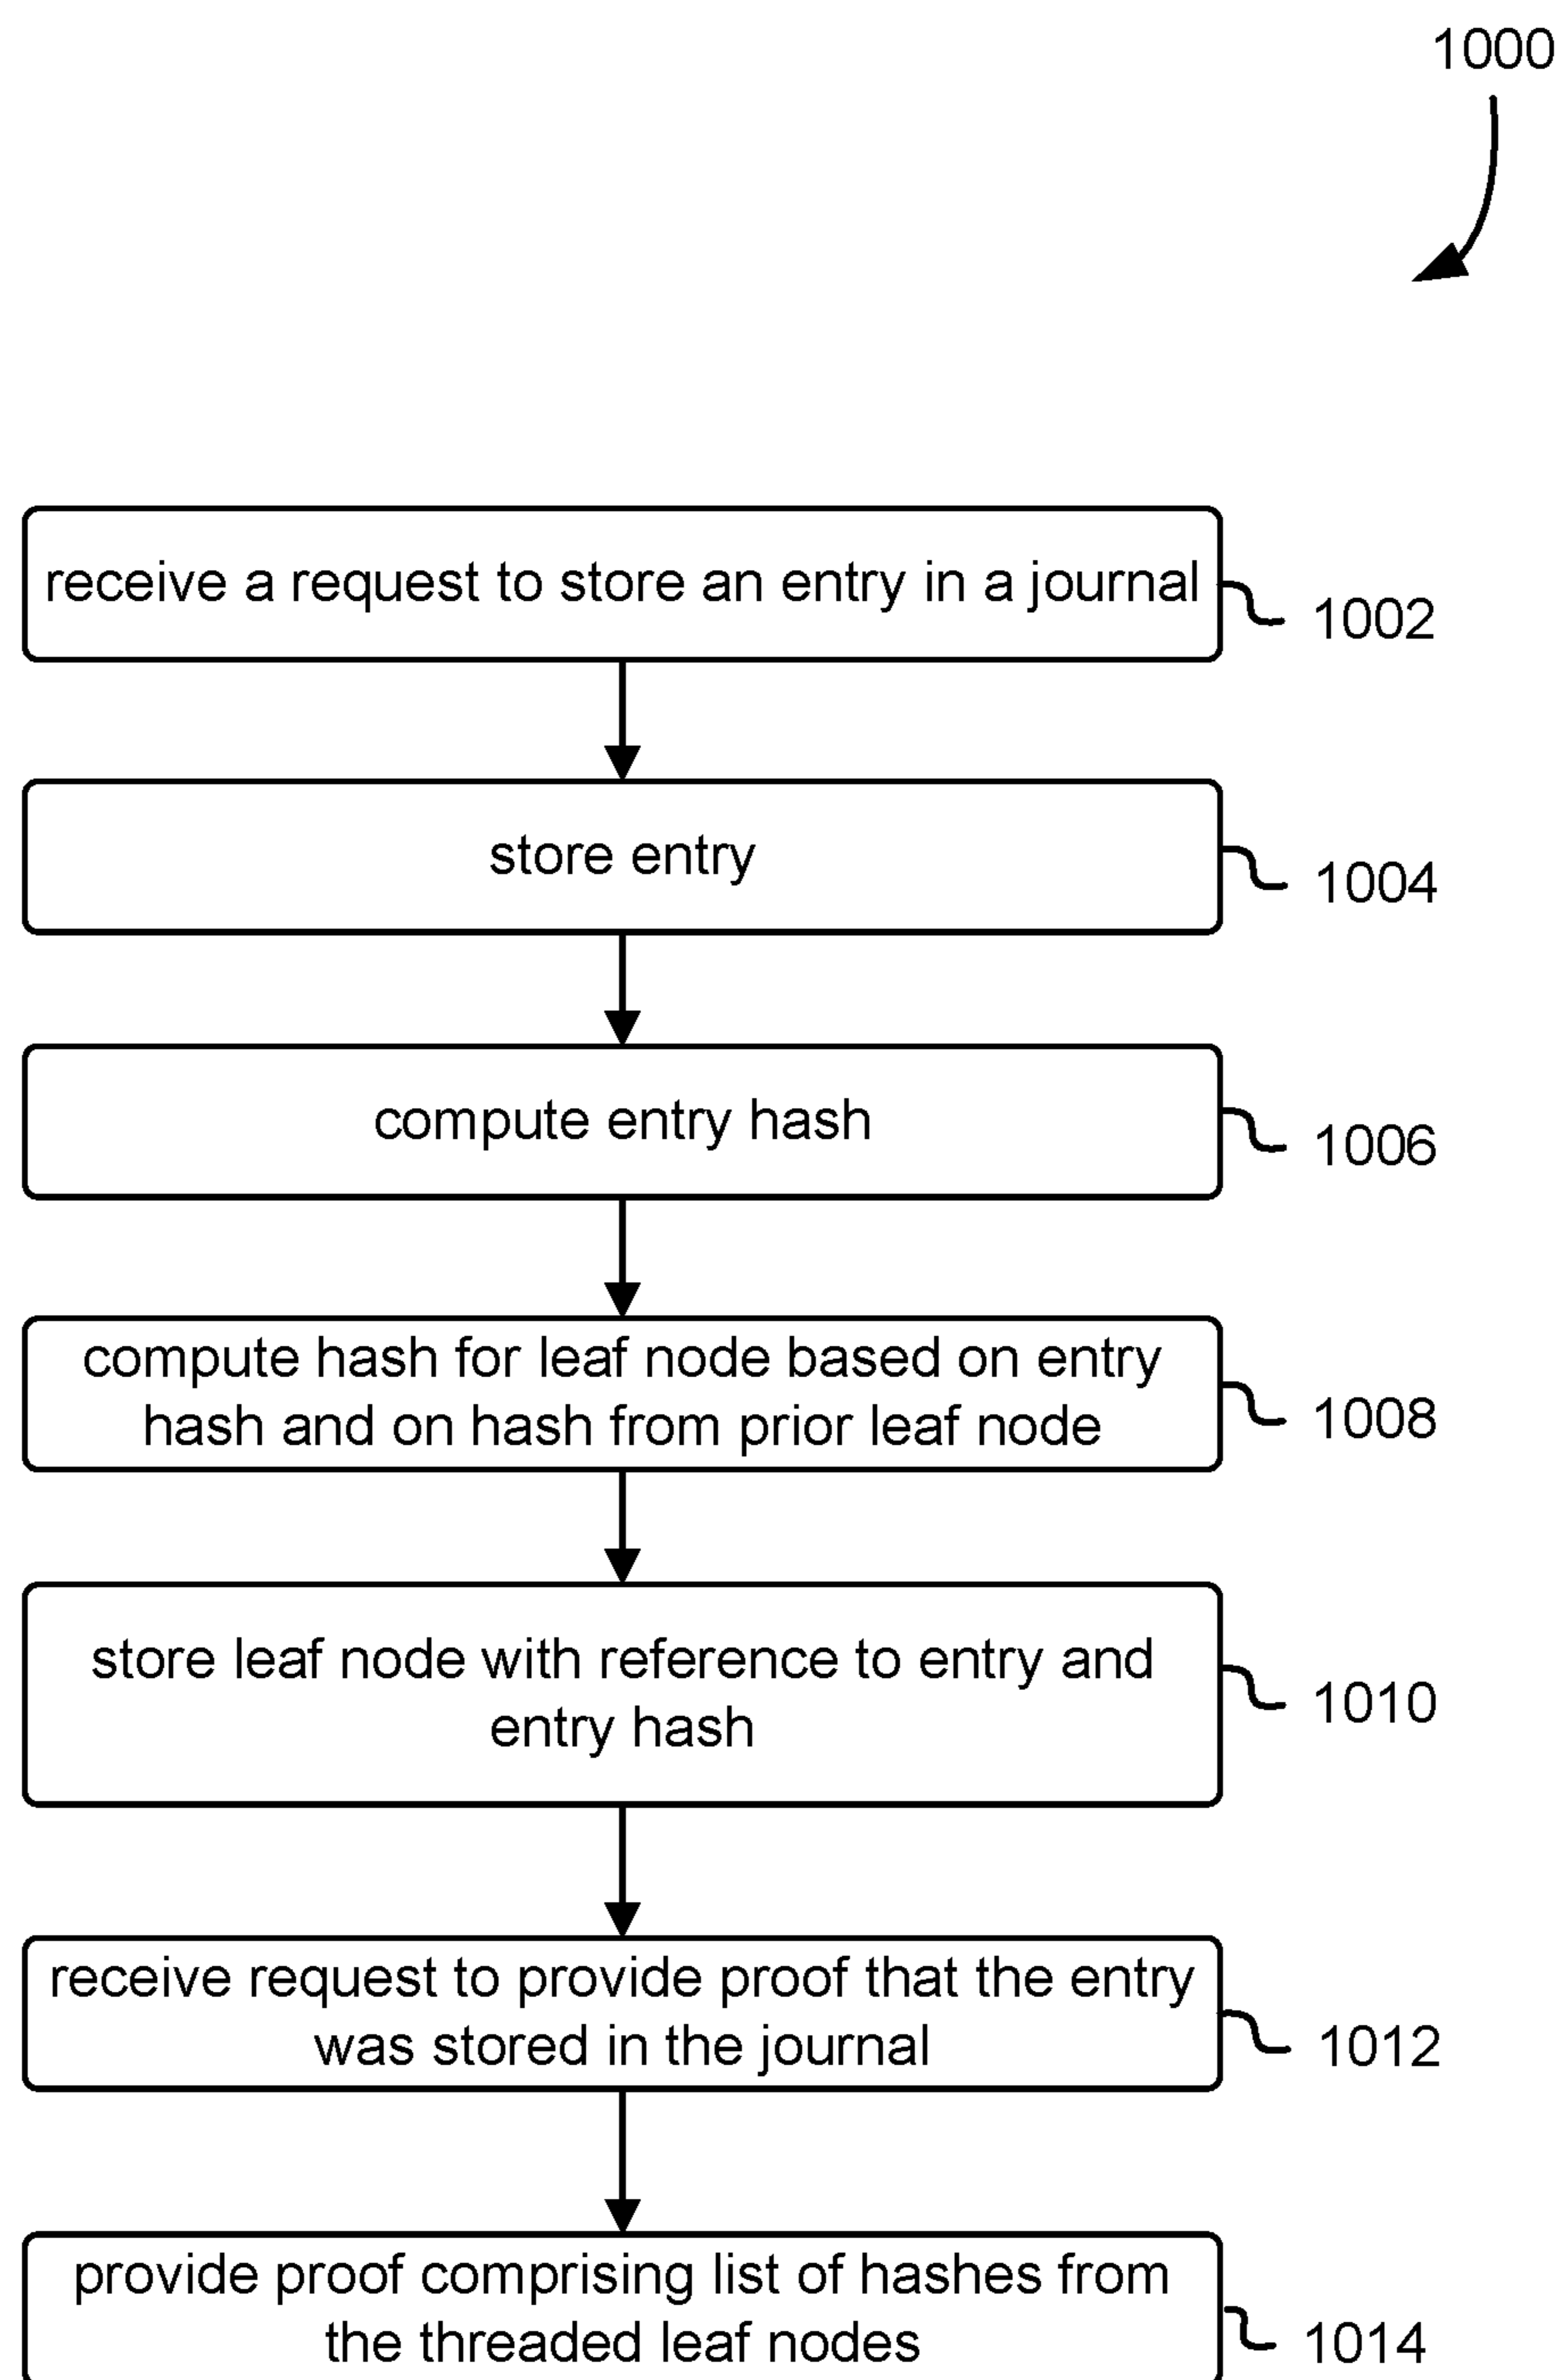 1000
receive a request to store an entry in a journal
1002
store entry
1004
compute entry hash
1006
compute hash for leaf node based on entry
hash and on hash from prior leaf node
1008
store leaf node with reference to entry and
entry hash
1010
receive request to provide proof that the entry
was stored in the journal
1012
provide proof comprising list of hashes from
the threaded leaf nodes
1014